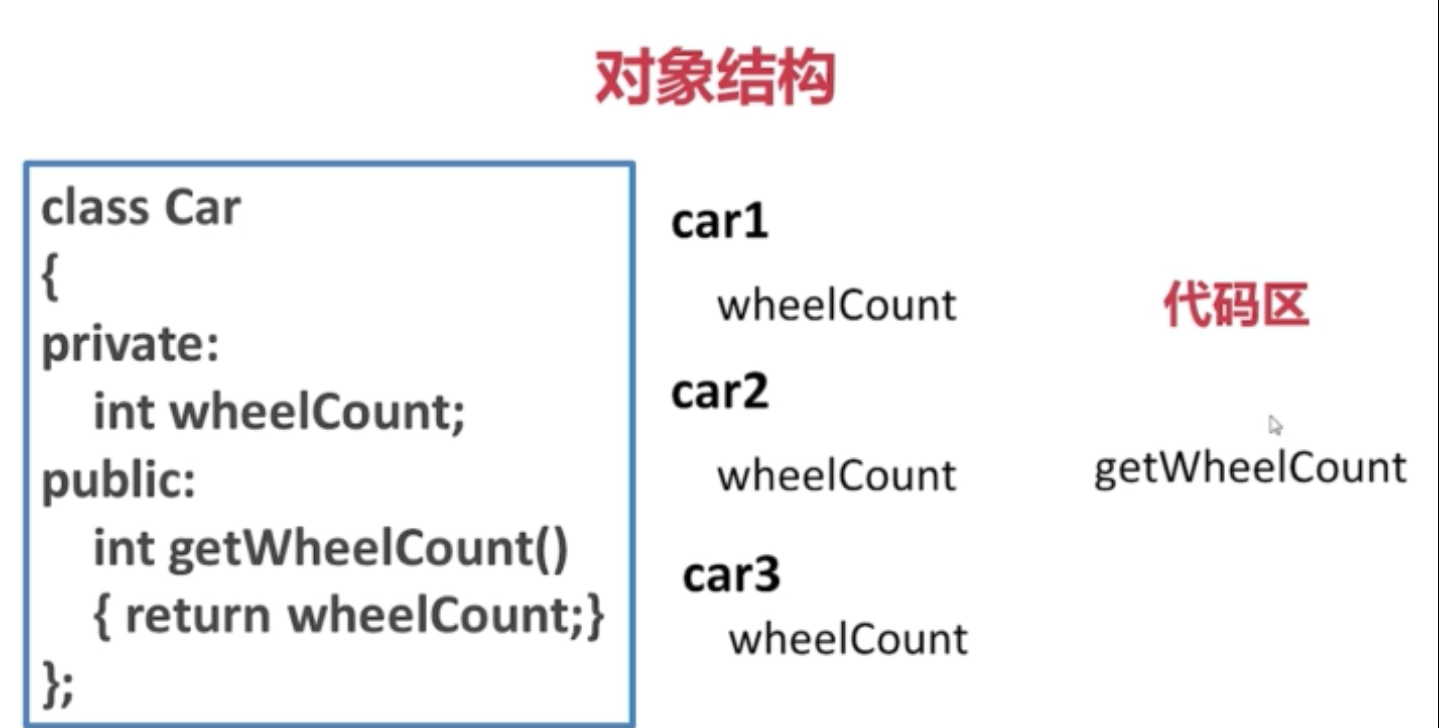 对象结构
class Car
{
private:
int wheelCount;
public:
int getWheelCount()
{ return wheelCount;}
};
car1
wheelCount
car2
wheelCount
car3
wheelCount
代码区
getWheelCount